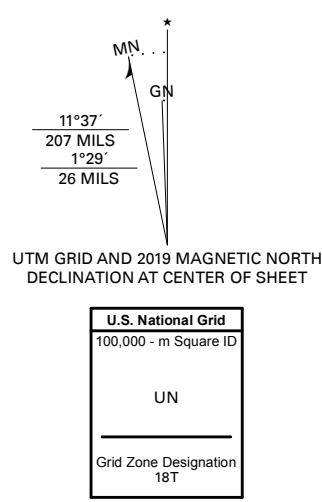 ★
MN
GN
11°37´
207 MILS
1°29´
26 MILS
UTM GRID AND 2019 MAGNETIC NORTH
DECLINATION AT CENTER OF SHEET
U.S. National Grid
100,000 - m Square ID
UN
Grid Zone Designation
18T